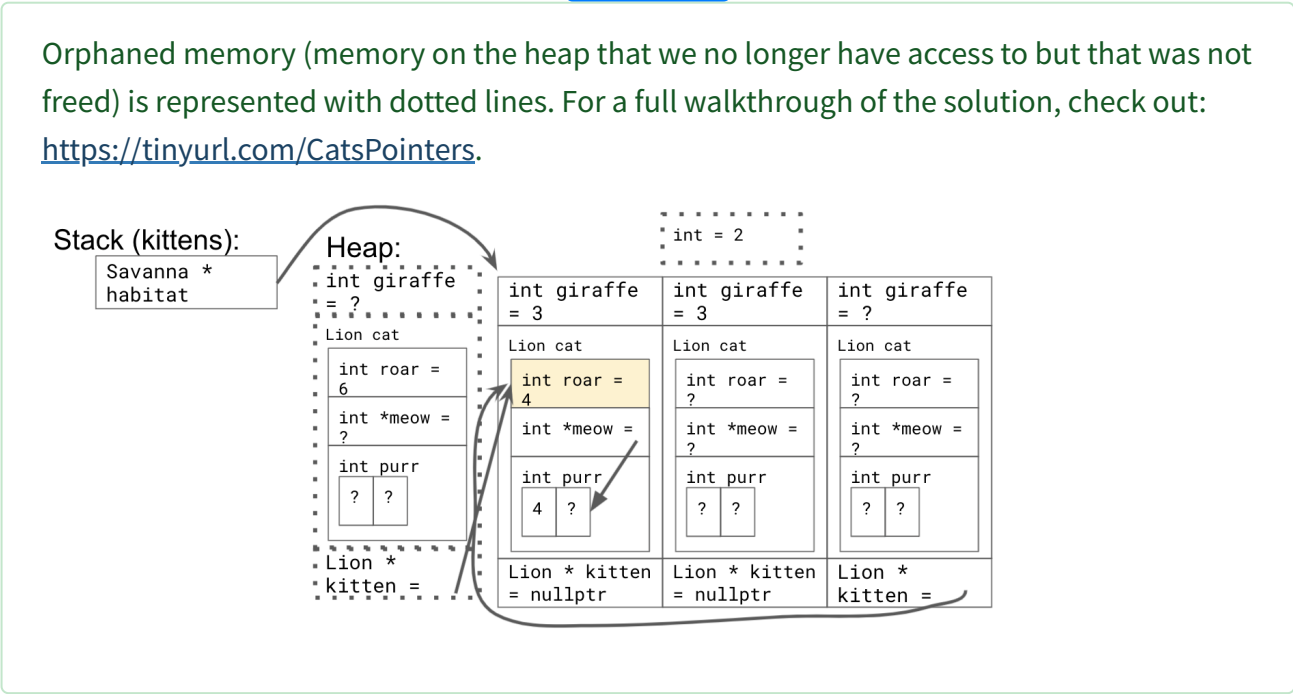 Orphaned memory (memory on the heap that we no longer have access to but that was not
freed) is represented with dotted lines. For a full walkthrough of the solution, check out:
https://tinyurl.com/CatsPointers.
Stack (kittens):
Savanna *
habitat
Heap:
int giraffe
= ?
Lion cat
int roar =
6
int *meow =
?
int purr
? ?
Lion *
kitten =
int = 2
int giraffe
= 3
Lion cat
int roar =
4
int *meow =
int purr
4 ?
Lion * kitten
= nullptr
int giraffe
= 3
Lion cat
int roar =
?
int *meow =
?
int purr
? ?
Lion * kitten
= nullptr
int giraffe
= ?
Lion cat
int roar =
?
int *meow =
?
int purr
? ?
Lion *
kitten =